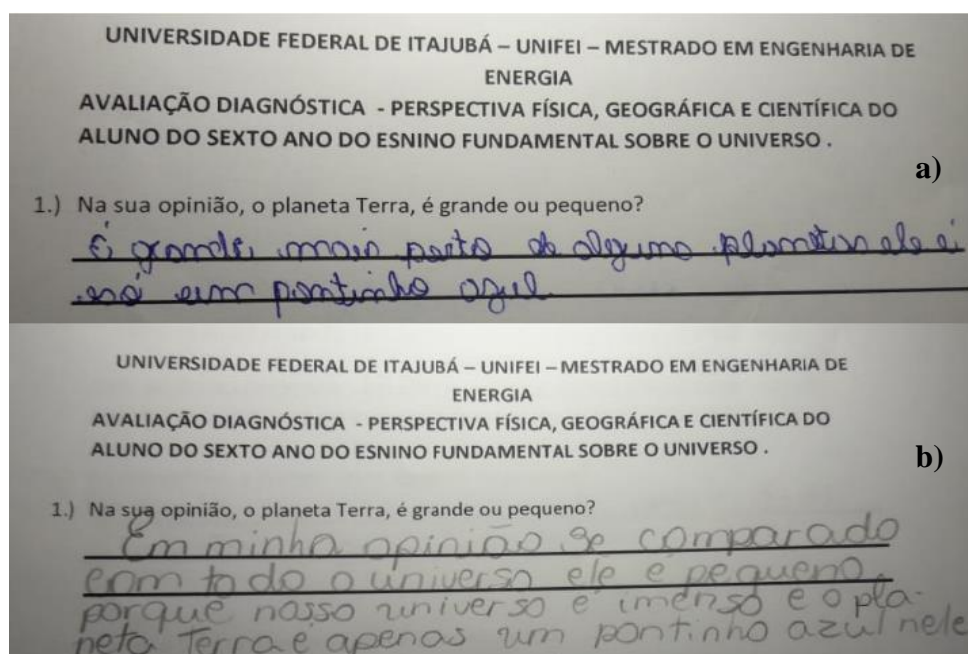 UNIVERSIDADE FEDERAL DE ITAJUBÁ – UNIFEI – MESTRADO EM ENGENHARIA DE
ENERGIA
AVALIAÇÃO DIAGNÓSTICA - PERSPECTIVA FÍSICA, GEOGRÁFICA E CIENTÍFICA DO
ALUNO DO SEXTO ANO DO ESNINO FUNDAMENTAL SOBRE O UNIVERSO .
a)
1.) Na sua opinião, o planeta Terra, é grande ou pequeno?
É grande, mais perto de alguns planetas ele é
só um pontinho azul
UNIVERSIDADE FEDERAL DE ITAJUBÁ – UNIFEI – MESTRADO EM ENGENHARIA DE
ENERGIA
AVALIAÇÃO DIAGNÓSTICA - PERSPECTIVA FÍSICA, GEOGRÁFICA E CIENTÍFICA DO
ALUNO DO SEXTO ANO DO ESNINO FUNDAMENTAL SOBRE O UNIVERSO .
b)
1.) Na sua opinião, o planeta Terra, é grande ou pequeno?
Em minha opinião se comparado
com todo o universo ele é pequeno,
porque nosso universo é imenso e o pla-
neta Terra é apenas um pontinho azul nele